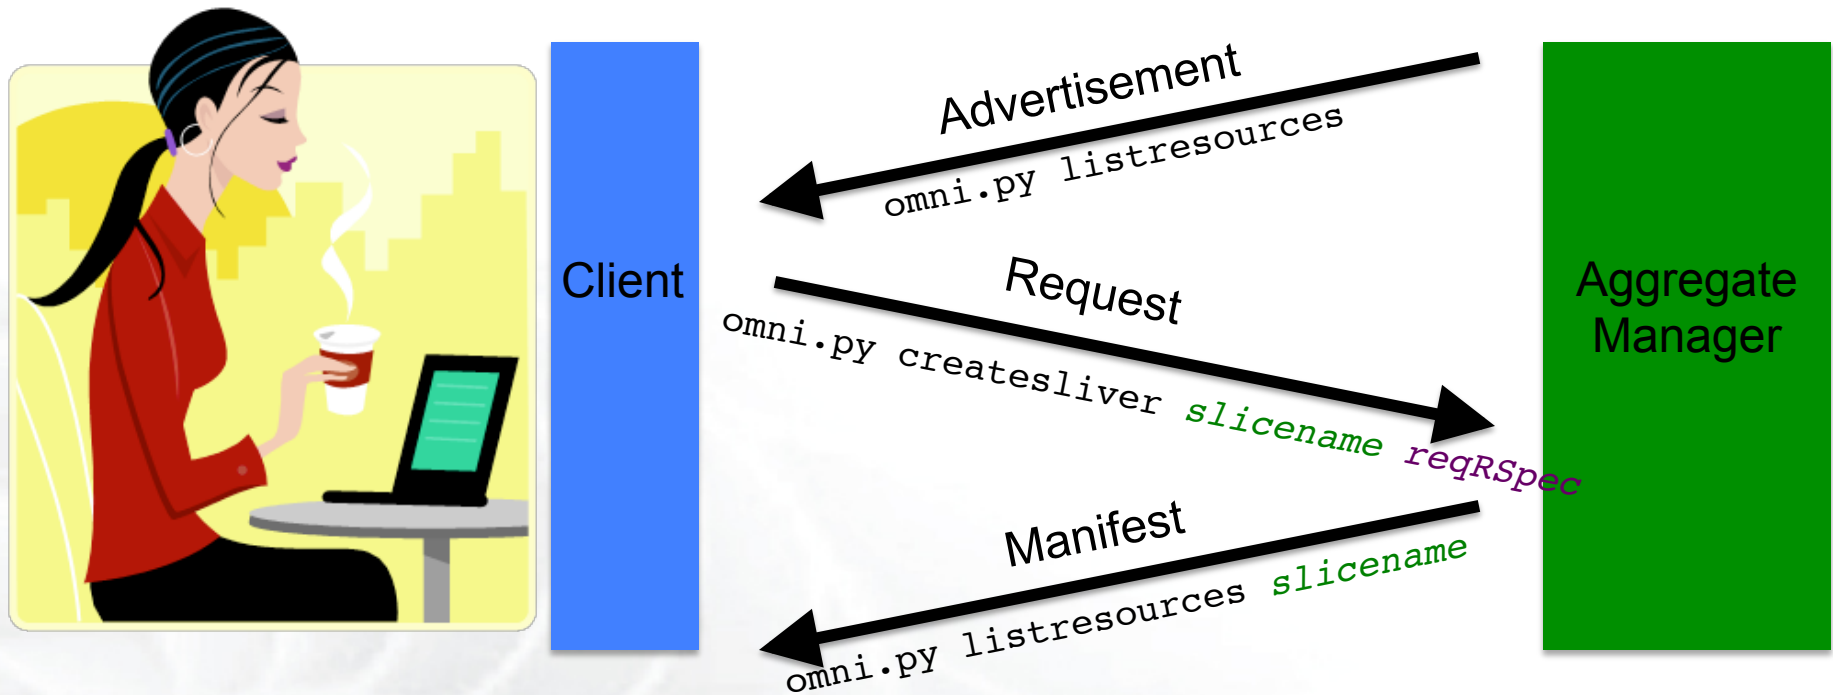 Client
Advertisement
omni.py listresources
Request
omni.py createsliver slicename reqRSpec
Manifest
omni.py listresources slicename
Aggregate
Manager